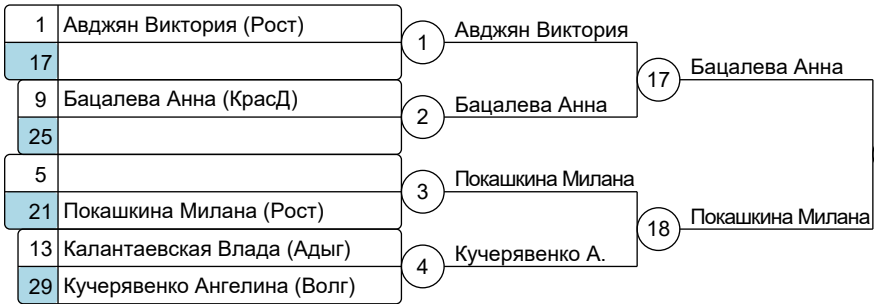 1 Авджян Виктория (Рост)
17
9 Бацалева Анна (КрасД)
25
5
21 Покашкина Милана (Рост)
13 Калантаевская Влада (Адыг)
29 Кучерявенко Ангелина (Волг)
1 Авджян Виктория
2 Бацалева Анна
3 Покашкина Милана
4 Кучерявенко А.
17 Бацалева Анна
18 Покашкина Милана